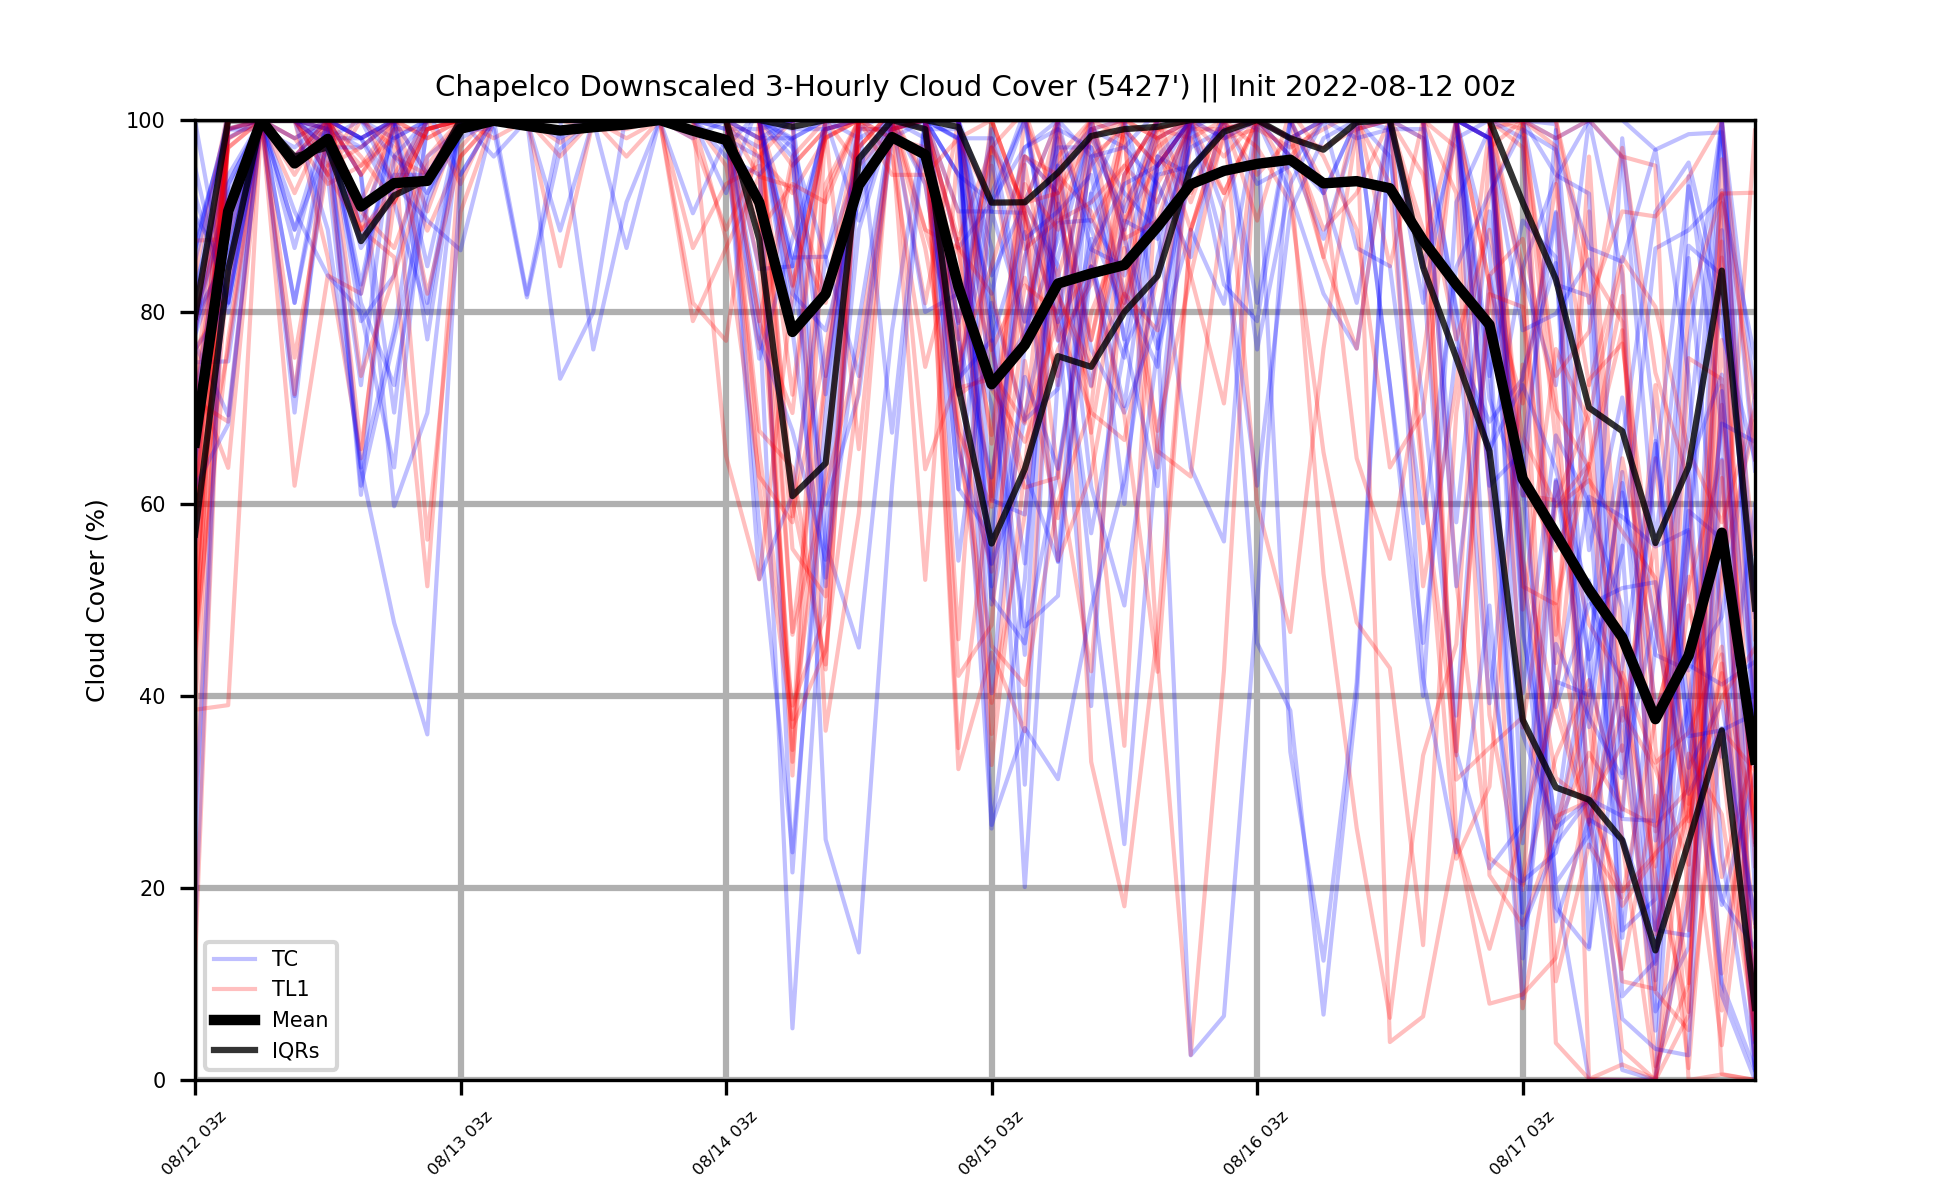 Chapelco Downscaled 3-Hourly Cloud Cover (5427') || Init 2022-08-12 00z
Cloud Cover (%)
100
80
60
40
20
0
TC
TL1
Mean
IQRs
08/12 03z
08/13 03z
08/14 03z
08/15 03z
08/16 03z
08/17 03z